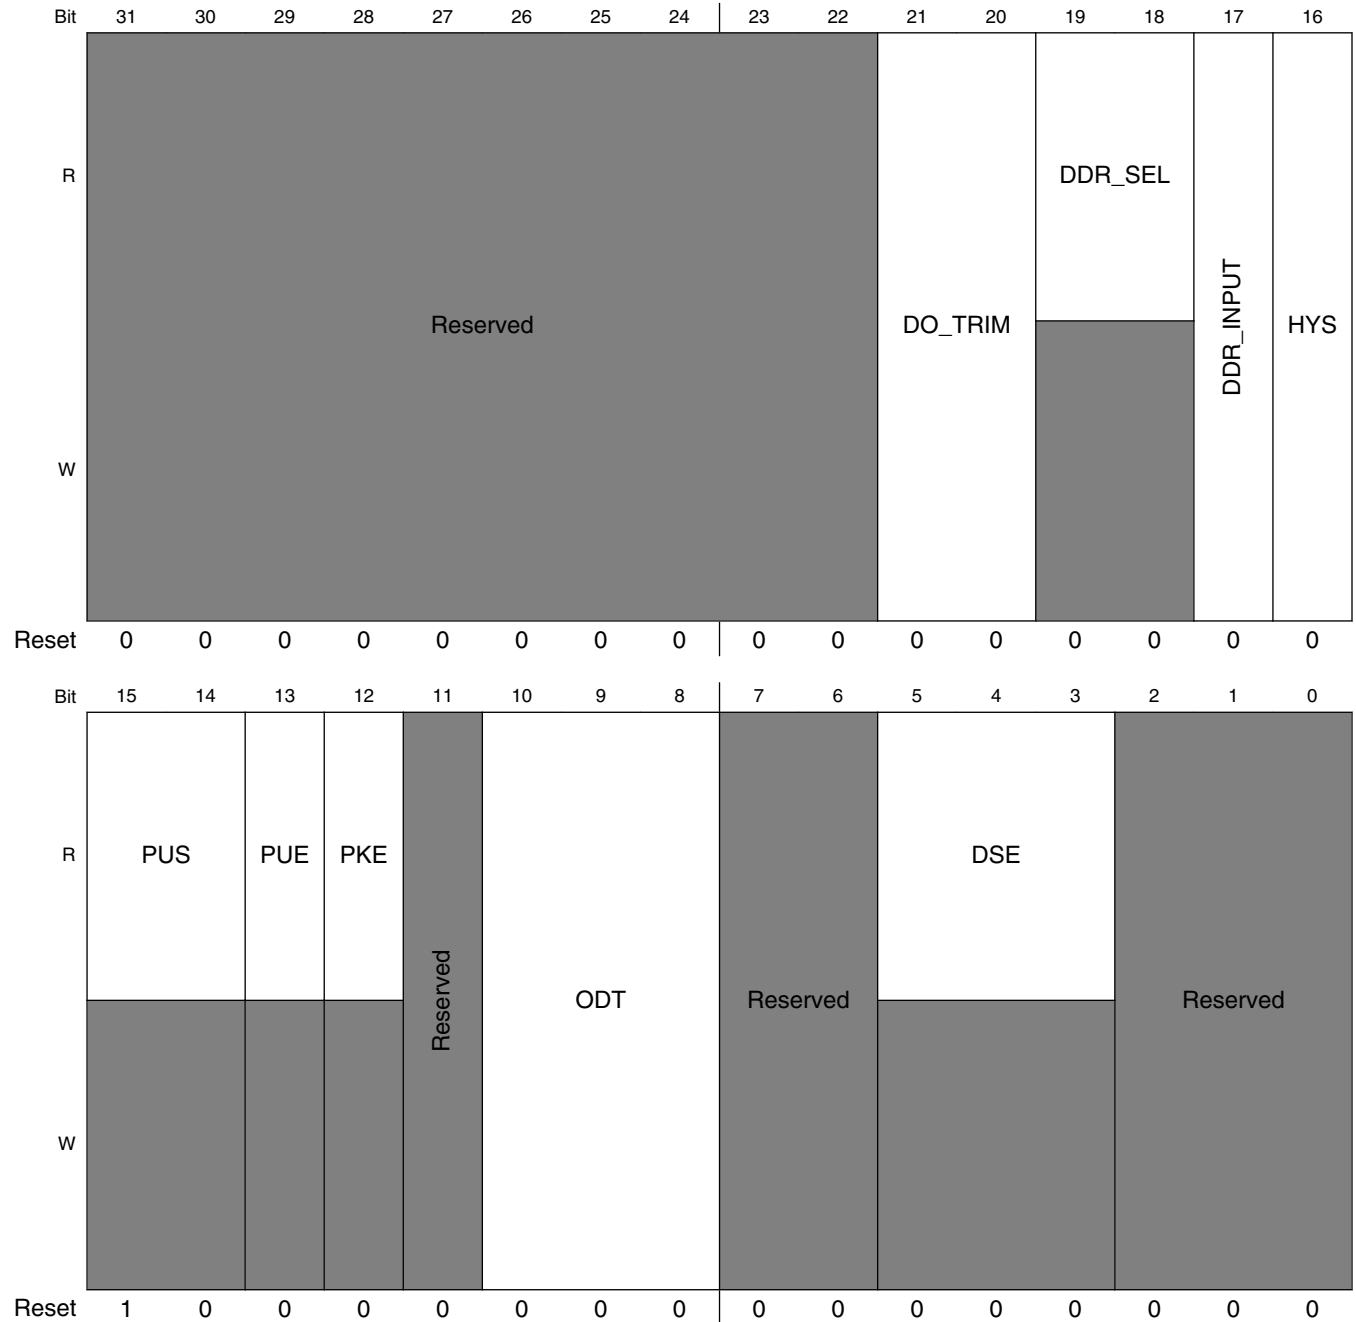 Bit 31 30 29 28 27 26 25 24 23 22 21 20 19 18 17 16
R DDR_SEL
Reserved DO_TRIM DDR_INPUT HYS
W
Reset 0 0 0 0 0 0 0 0 0 0 0 0 0 0 0 0
Bit 15 14 13 12 11 10 9 8 7 6 5 4 3 2 1 0
R PUS PUE PKE DSE
Reserved ODT Reserved Reserved
W
Reset 1 0 0 0 0 0 0 0 0 0 0 0 0 0 0 0